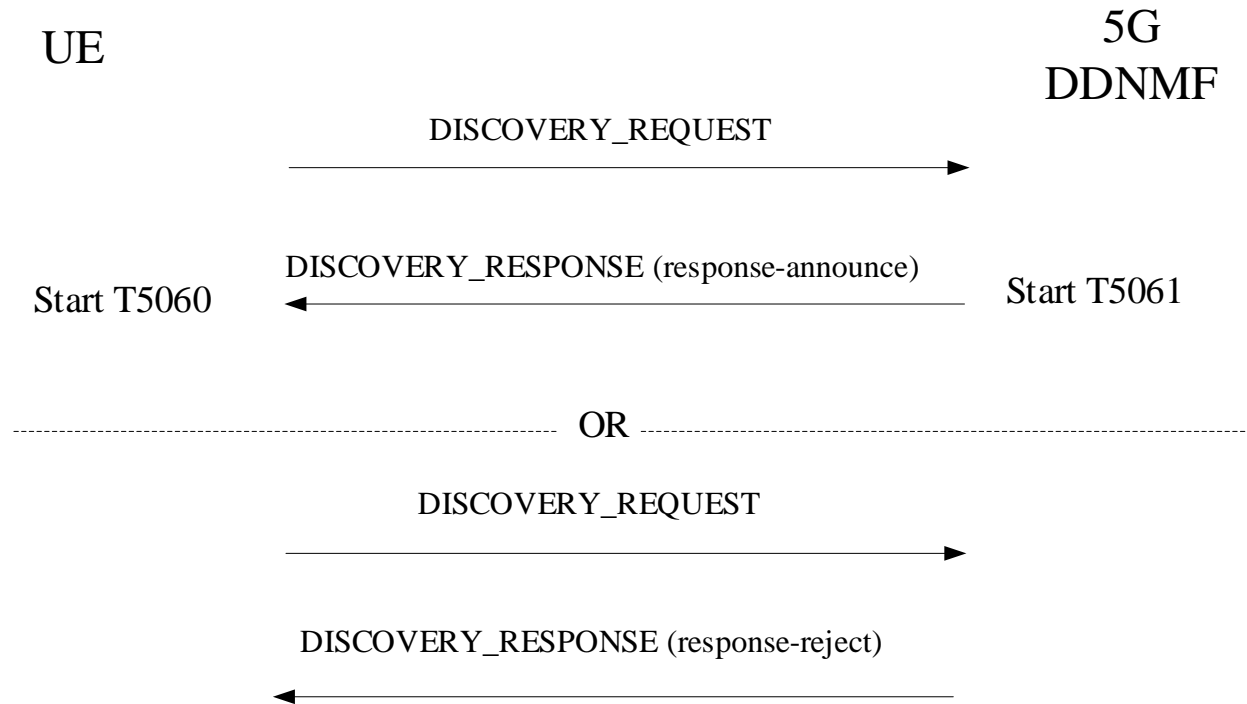 UE
5G
DDNMF
DISCOVERY_REQUEST
DISCOVERY_RESPONSE (response-announce)
Start T5060
Start T5061
OR
DISCOVERY_REQUEST
DISCOVERY_RESPONSE (response-reject)